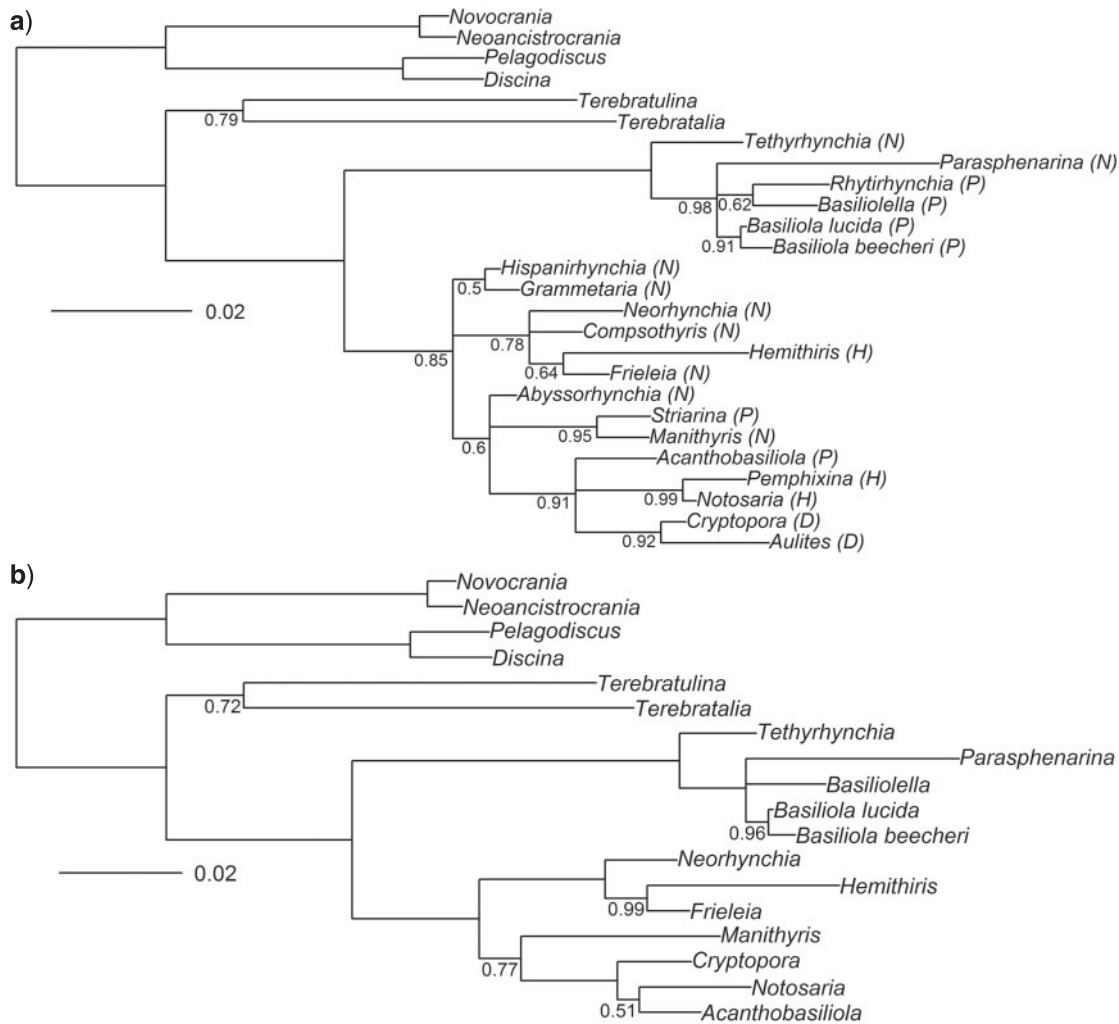 a)
Novocrania
Neoancistrocrania
Pelagodiscus
Discina
Terebratulina
0.79
Terebratalia
Tethyrhynchia (N)
Parasphenarina (N)
Rhytirhynchia (P)
0.98
0.62
Basiliolella (P)
Basiliola lucida (P)
0.91
Basiliola beecheri (P)
Hispanirhynchia (N)
0.5
Grammetaria (N)
0.02
Neorhynchia (N)
Compsothyris (N)
0.78
0.85
Hemithiris (H)
0.64
Frieleia (N)
Abyssorhynchia (N)
Striarina (P)
0.6
0.95
Manithyris (N)
Acanthobasiliola (P)
Pemphixina (H)
0.91
0.99
Notosaria (H)
Cryptopora (D)
0.92
Aulites (D)
b)
Novocrania
Neoancistrocrania
Pelagodiscus
Discina
Terebratulina
0.72
Terebratalia
Tethyrhynchia
Parasphenarina
Basiliolella
Basiliola lucida
0.96
Basiliola beecheri
Neorhynchia
0.02
Hemithiris
0.99
Frieleia
Manithyris
0.77
Cryptopora
Notosaria
0.51
Acanthobasiliola